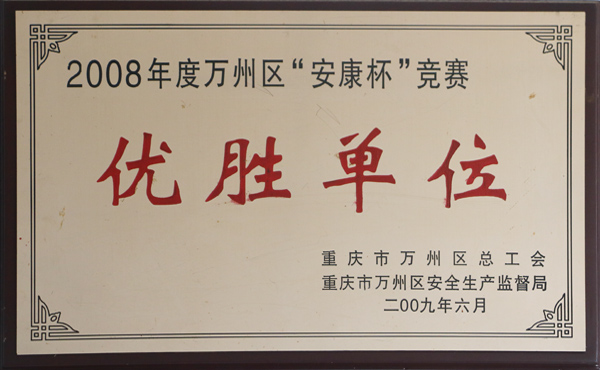 2008年度万州区“安康杯”竞赛
优胜单位
重庆市万州区总工会
重庆市万州区安全生产监督局
二00九年六月